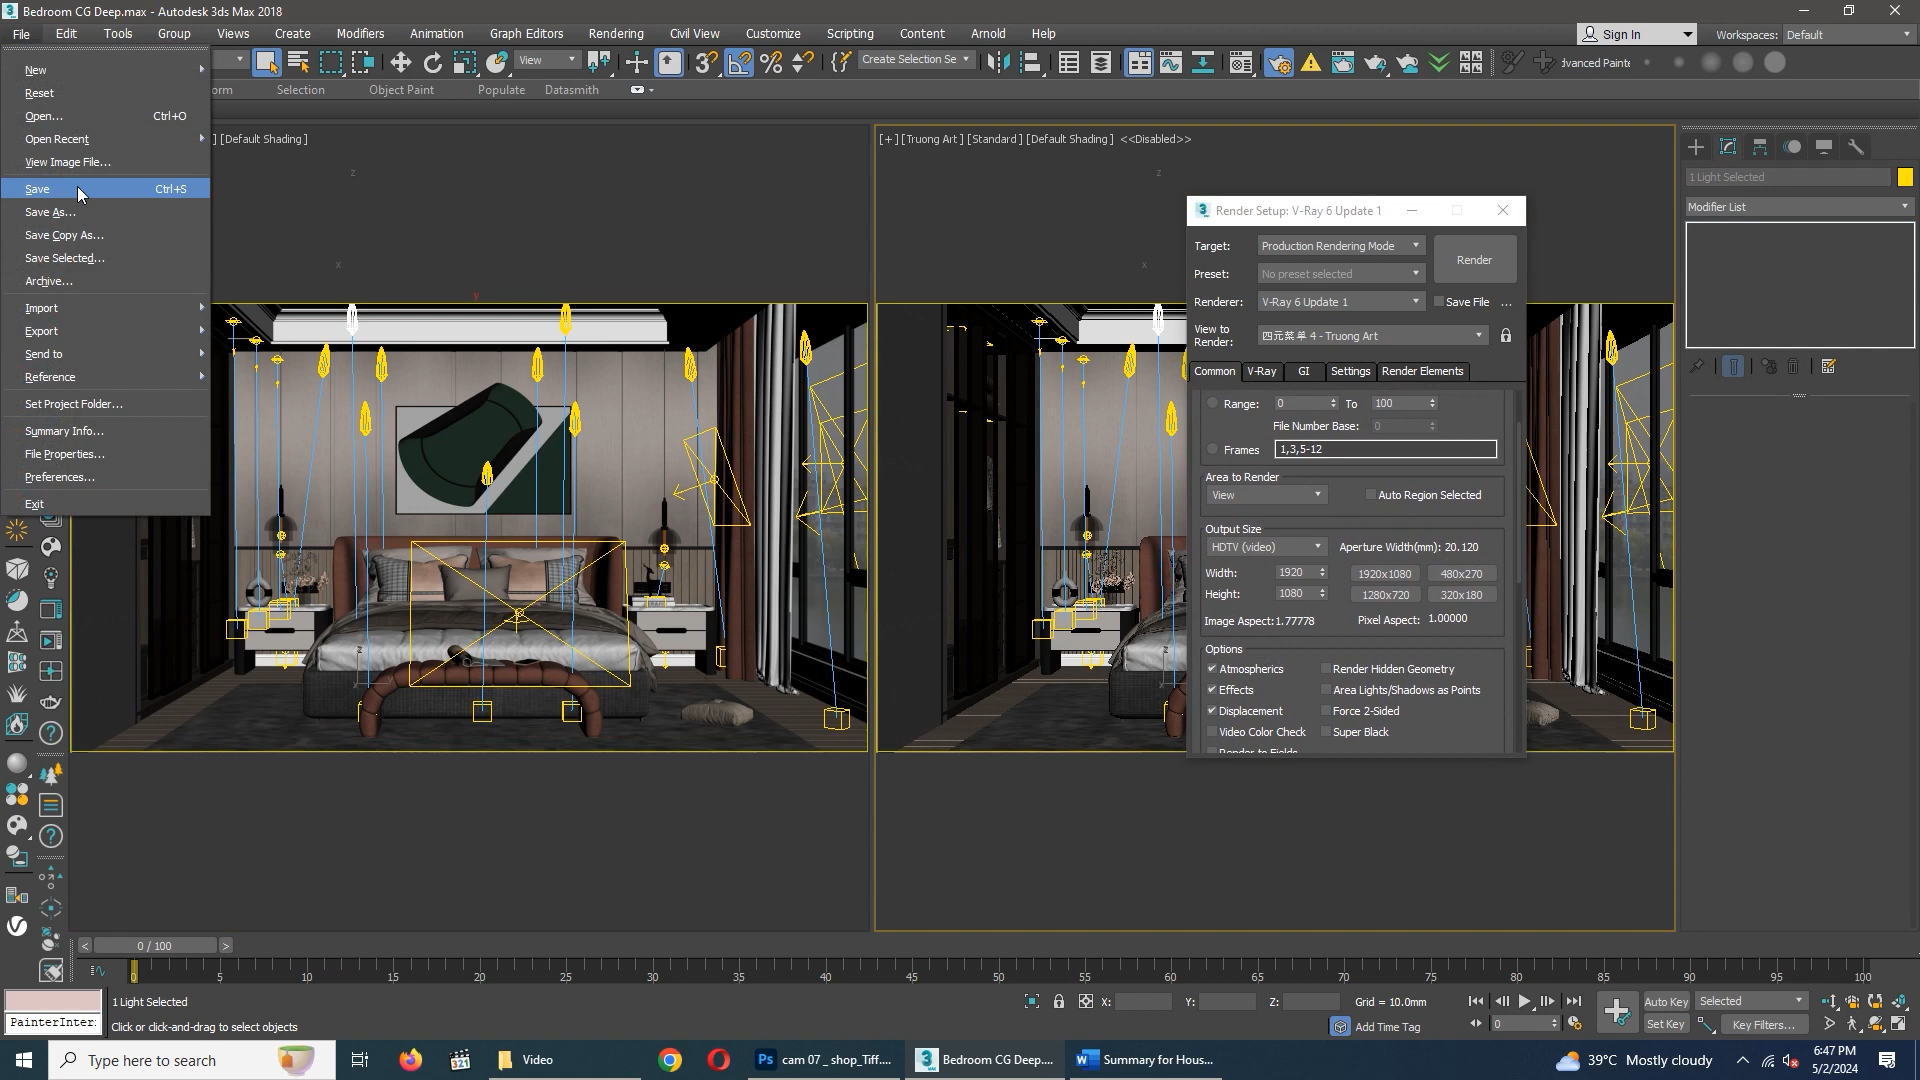 Bedroom CG Deep.max - Autodesk 3ds Max 2018
File Edit Tools Group Views Create Modifiers Animation Graph Editors Rendering Civil View Customize Scripting Content Arnold Help
Sign In Workspaces: Default
View Create Selection Se
Selection Object Paint Populate Datasmith
New
Reset
Open... Ctrl+O
Open Recent
View Image File...
Save Ctrl+S
Save As...
Save Copy As...
Save Selected...
Archive...
Import
Export
Send to
Reference
Set Project Folder...
Summary Info...
File Properties...
Preferences...
Exit
[Default Shading]
[+] [Truong Art] [Standard] [Default Shading] <<Disabled>>
1 Light Selected
Modifier List
Render Setup: V-Ray 6 Update 1
Target: Production Rendering Mode
Render
Preset: No preset selected
Renderer: V-Ray 6 Update 1 Save File ...
View to Render: 四元菜单 4 - Truong Art
Common V-Ray GI Settings Render Elements
Range: 0 To 100
File Number Base: 0
Frames 1,3,5-12
Area to Render
View Auto Region Selected
Output Size
HDTV (video) Aperture Width(mm): 20.120
Width: 1920 1920x1080 480x270
Height: 1080 1280x720 320x180
Image Aspect: 1.77778 Pixel Aspect: 1.00000
Options
Atmospherics Render Hidden Geometry
Effects Area Lights/Shadows as Points
Displacement Force 2-Sided
Video Color Check Super Black
Render to Fields
0 / 100
0 5 10 15 20 25 30 35 40 45 50 55 60 65 70 75 80 85 90 95 100
1 Light Selected X: Y: Z: Grid = 10.0mm Auto Key Selected
PainterInter: Click or click-and-drag to select objects Add Time Tag 0 Set Key Key Filters...
Type here to search
Video
Ps cam 07 _ shop_Tiff....
Bedroom CG Deep....
Summary for Hous...
39°C Mostly cloudy
6:47 PM
5/2/2024